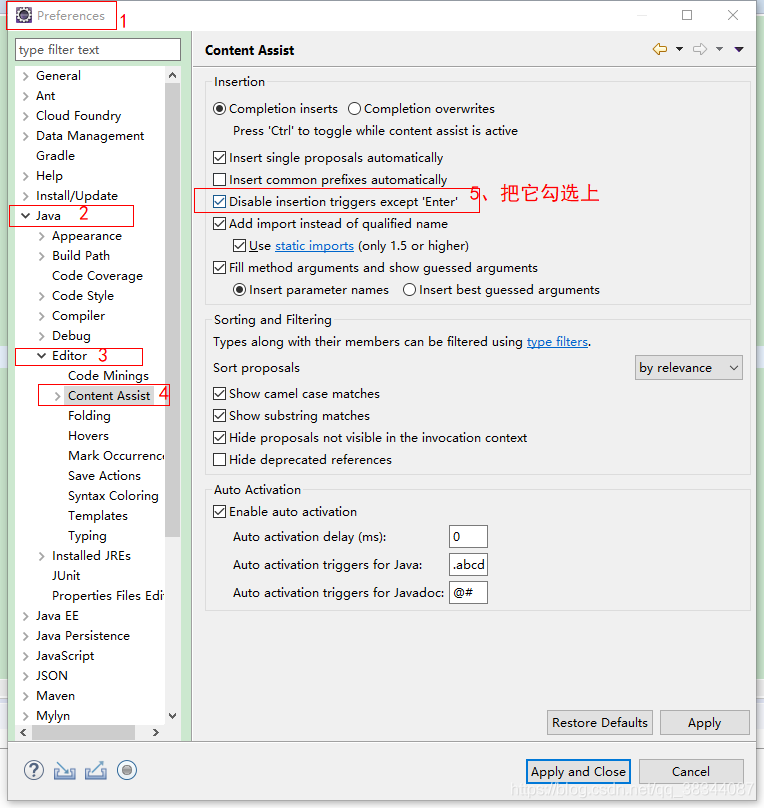 Preferences
1
type filter text
General
Ant
Cloud Foundry
Data Management
Gradle
Help
Install/Update
Java
2
Appearance
Build Path
Code Coverage
Code Style
Compiler
Debug
Editor
3
Code Minings
Content Assist
4
Folding
Hovers
Mark Occurrenc
Save Actions
Syntax Coloring
Templates
Typing
Installed JREs
JUnit
Properties Files Edi
Java EE
Java Persistence
JavaScript
JSON
Maven
Mylyn
Content Assist
Insertion
Completion inserts Completion overwrites
Press 'Ctrl' to toggle while content assist is active
Insert single proposals automatically
Insert common prefixes automatically
Disable insertion triggers except 'Enter'
5、把它勾选上
Add import instead of qualified name
Use static imports (only 1.5 or higher)
Fill method arguments and show guessed arguments
Insert parameter names Insert best guessed arguments
Sorting and Filtering
Types along with their members can be filtered using type filters.
Sort proposals by relevance
Show camel case matches
Show substring matches
Hide proposals not visible in the invocation context
Hide deprecated references
Auto Activation
Enable auto activation
Auto activation delay (ms): 0
Auto activation triggers for Java: .abcd
Auto activation triggers for Javadoc: @#
Restore Defaults Apply
Apply and Close Cancel
https://blog.csdn.net/qq_38344087